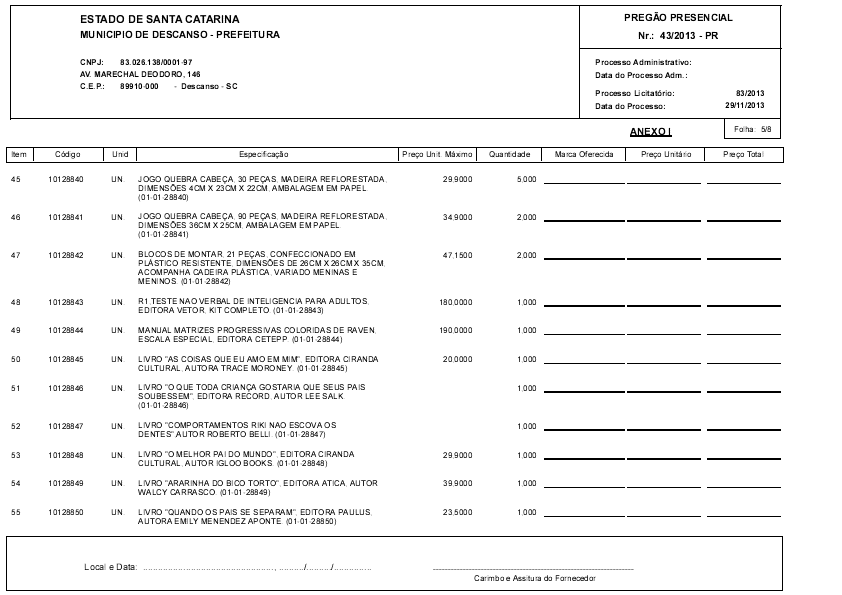 ESTADO DE SANTA CATARINA
MUNICIPIO DE DESCANSO - PREFEITURA
CNPJ: 83.026.138/0001-97
AV. MARECHAL DEODORO, 146
C.E.P.: 89910-000 - Descanso - SC
PREGÃO PRESENCIAL
Nr.: 43/2013 - PR
Processo Administrativo:
Data do Processo Adm.:
Processo Licitatório: 83/2013
Data do Processo: 29/11/2013
ANEXO I
Folha: 5/8
Item Código Unid Especificação Preço Unit. Máximo Quantidade Marca Oferecida Preço Unitário Preço Total
45 10128840 UN. JOGO QUEBRA CABEÇA, 30 PEÇAS, MADEIRA REFLORESTADA, 29,9000 5,000
DIMENSÕES 4CM X 23CM X 22CM, AMBALAGEM EM PAPEL.
(01-01-28840)
46 10128841 UN. JOGO QUEBRA CABEÇA, 90 PEÇAS, MADEIRA REFLORESTADA, 34,9000 2,000
DIMENSÕES 36CM X 25CM, AMBALAGEM EM PAPEL.
(01-01-28841)
47 10128842 UN. BLOCOS DE MONTAR, 21 PEÇAS, CONFECCIONADO EM 47,1500 2,000
PLÁSTICO RESISTENTE, DIMENSÕES DE 26CM X 26CM X 35CM,
ACOMPANHA CADEIRA PLÁSTICA, VARIADO MENINAS E
MENINOS. (01-01-28842)
48 10128843 UN. R1,TESTE NAO VERBAL DE INTELIGENCIA PARA ADULTOS, 180,0000 1,000
EDITORA VETOR, KIT COMPLETO. (01-01-28843)
49 10128844 UN. MANUAL MATRIZES PROGRESSIVAS COLORIDAS DE RAVEN, 190,0000 1,000
ESCALA ESPECIAL, EDITORA CETEPP. (01-01-28844)
50 10128845 UN. LIVRO "AS COISAS QUE EU AMO EM MIM", EDITORA CIRANDA 20,0000 1,000
CULTURAL, AUTORA TRACE MORONEY. (01-01-28845)
51 10128846 UN. LIVRO "O QUE TODA CRIANÇA GOSTARIA QUE SEUS PAIS 1,000
SOUBESSEM", EDITORA RECORD, AUTOR LEE SALK.
(01-01-28846)
52 10128847 UN. LIVRO "COMPORTAMENTOS RIKI NAO ESCOVA OS 1,000
DENTES" AUTOR ROBERTO BELLI. (01-01-28847)
53 10128848 UN. LIVRO "O MELHOR PAI DO MUNDO", EDITORA CIRANDA 29,9000 1,000
CULTURAL, AUTOR IGLOO BOOKS. (01-01-28848)
54 10128849 UN. LIVRO "ARARINHA DO BICO TORTO", EDITORA ATICA, AUTOR 39,9000 1,000
WALCY CARRASCO. (01-01-28849)
55 10128850 UN. LIVRO "QUANDO OS PAIS SE SEPARAM", EDITORA PAULUS, 23,5000 1,000
AUTORA EMILY MENENDEZ APONTE. (01-01-28850)
Local e Data: ................................................., ........../........./..............
Carimbo e Assitura do Fornecedor